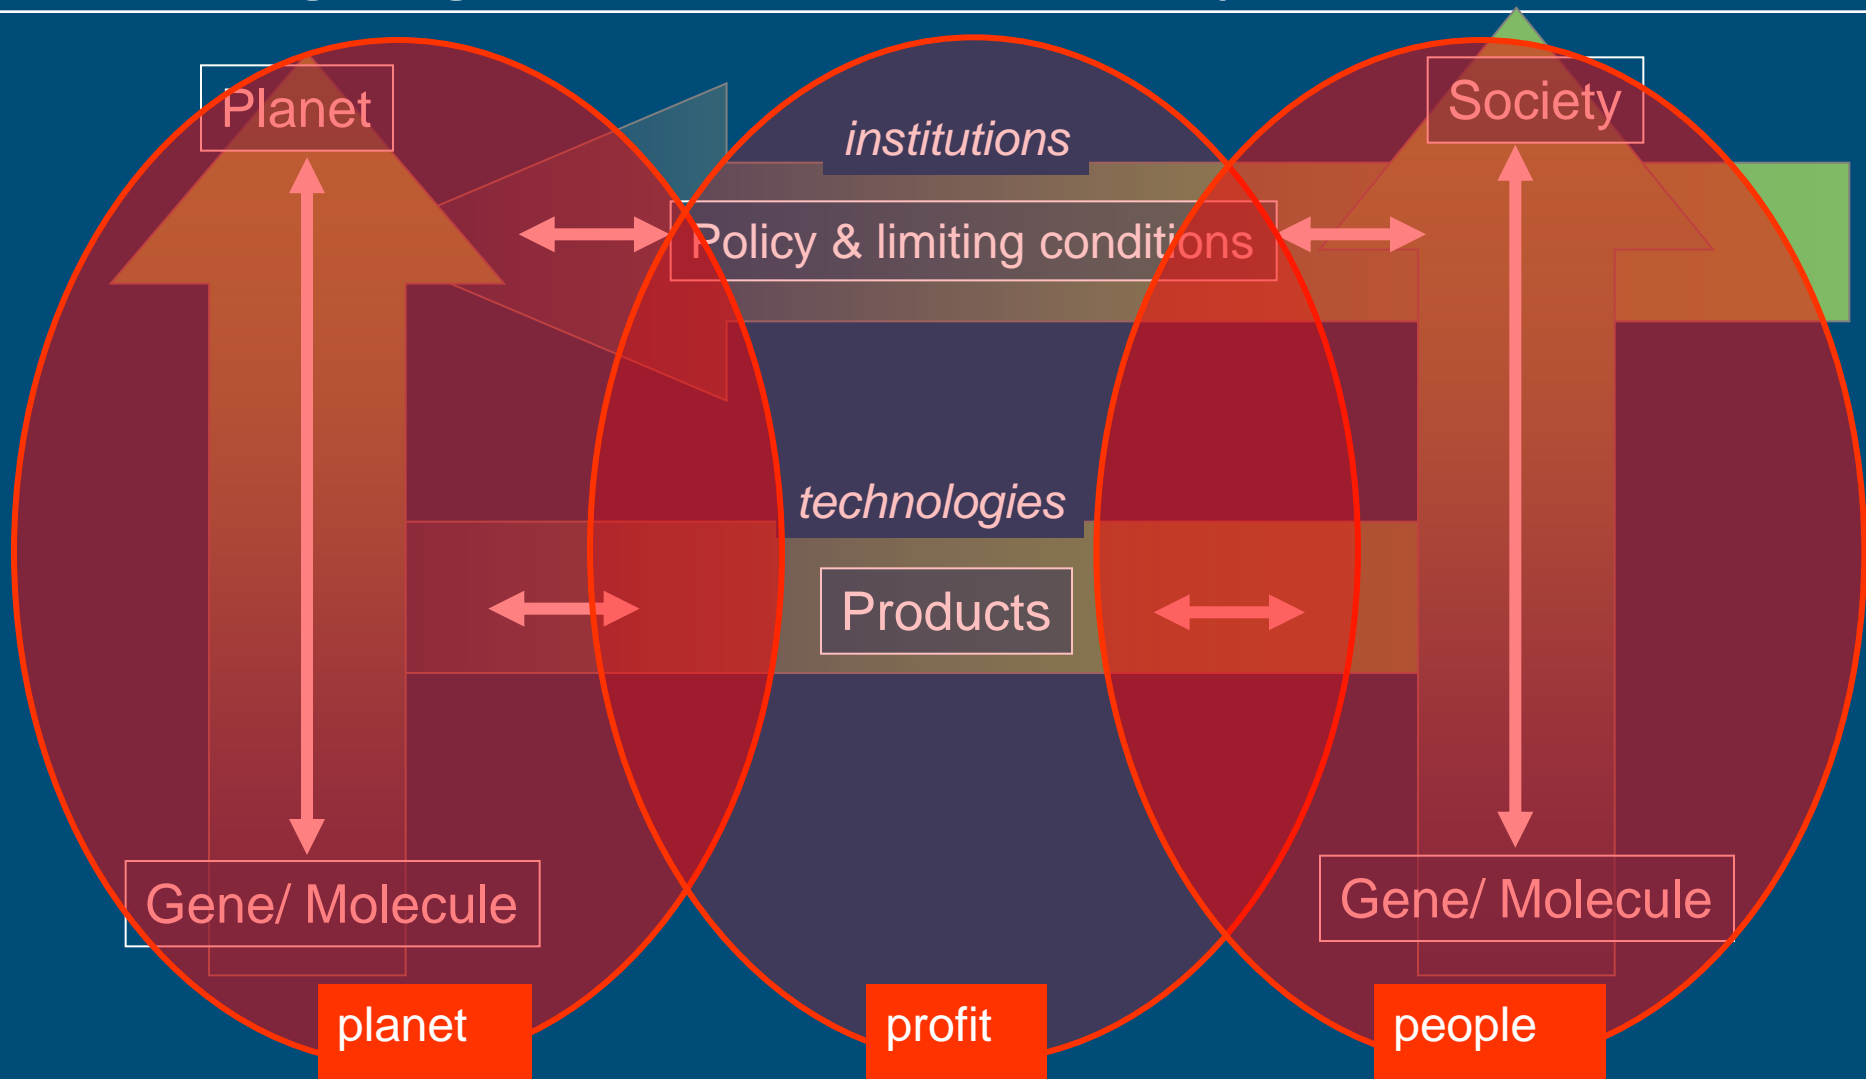 Planet
Society
institutions
Policy & limiting conditions
technologies
Products
Gene/ Molecule
Gene/ Molecule
planet
profit
people